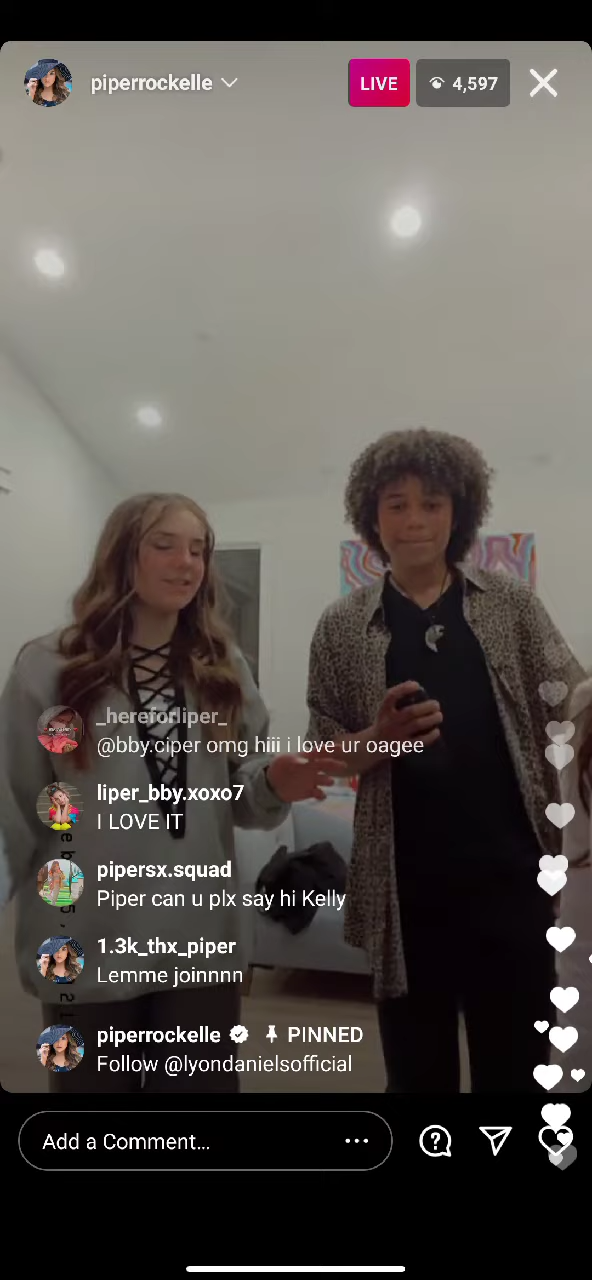 piperrockelle
LIVE
4,597
_hereforliper_
@bby.ciper omg hiii i love ur oagee
liper_bby.xoxo7
I LOVE IT
pipersx.squad
Piper can u plx say hi Kelly
1.3k_thx_piper
Lemme joinnnn
piperrockelle PINNED
Follow @lyondanielsofficial
Add a Comment...